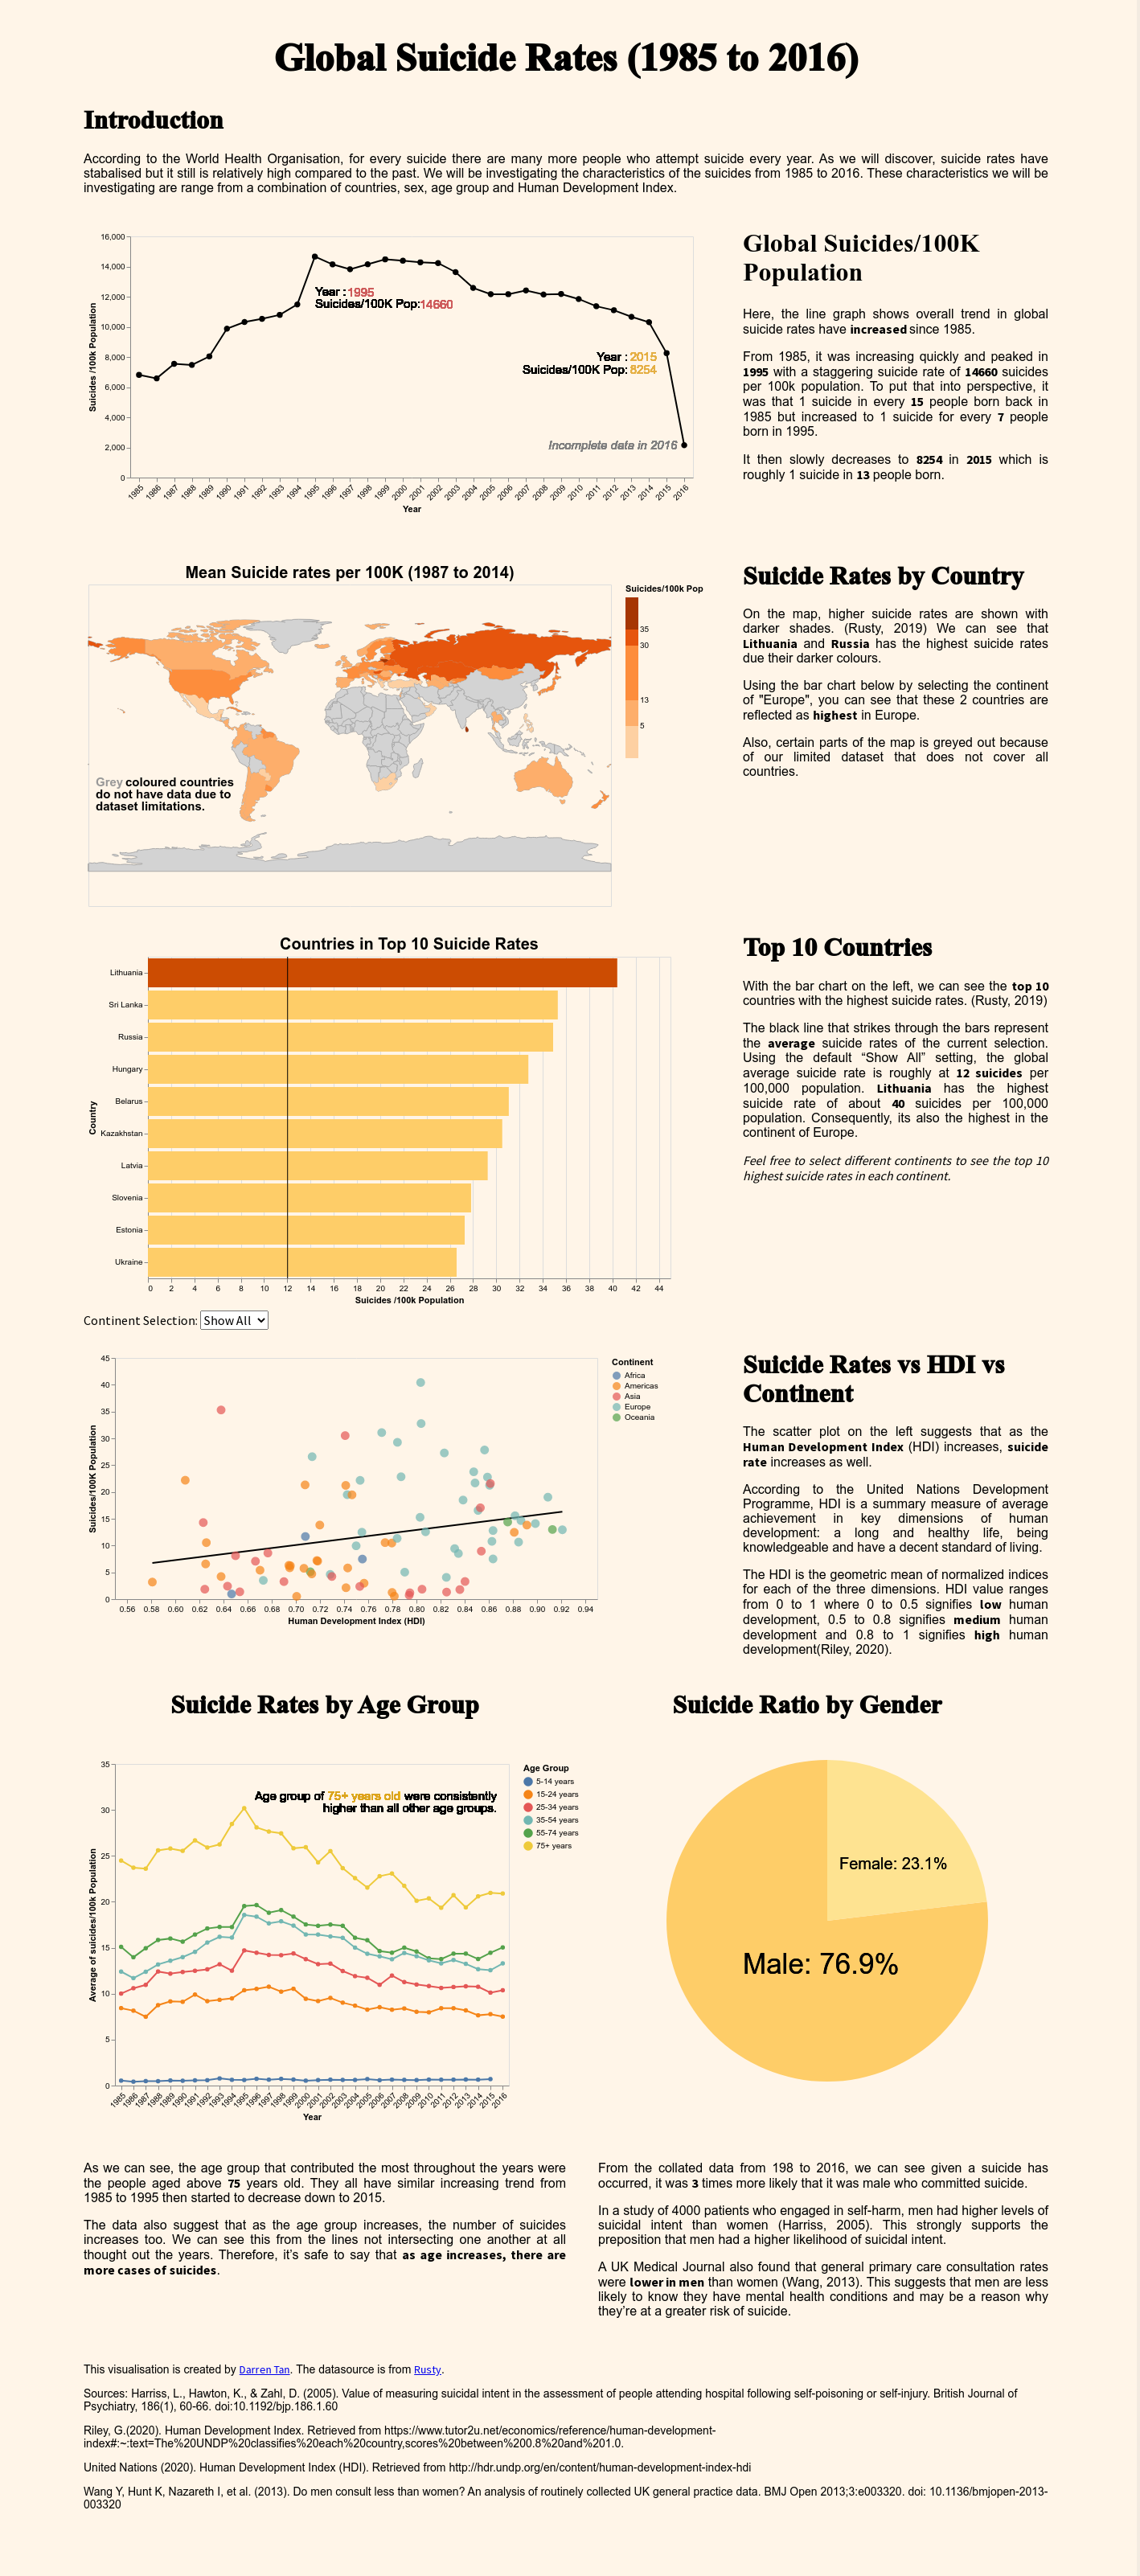 Global Suicide Rates (1985 to 2016)
Introduction
According to the World Health Organisation, for every suicide there are many more people who attempt suicide every year. As we will discover, suicide rates have
stabalised but it still is relatively high compared to the past. We will be investigating the characteristics of the suicides from 1985 to 2016. These characteristics we will be
investigating are range from a combination of countries, sex, age group and Human Development Index.
16,000
14,000
12,000
10,000
8,000
6,000
4,000
2,000
0
Suicides /100k Population
Year : 1995
Suicides/100K Pop:14660
Year : 2015
Suicides/100K Pop: 8254
Incomplete data in 2016
1985 1986 1987 1988 1989 1990 1991 1992 1993 1994 1995 1996 1997 1998 1999 2000 2001 2002 2003 2004 2005 2006 2007 2008 2009 2010 2011 2012 2013 2014 2015 2016
Year
Global Suicides/100K
Population
Here, the line graph shows overall trend in global
suicide rates have increased since 1985.
From 1985, it was increasing quickly and peaked in
1995 with a staggering suicide rate of 14660 suicides
per 100k population. To put that into perspective, it
was that 1 suicide in every 15 people born back in
1985 but increased to 1 suicide for every 7 people
born in 1995.
It then slowly decreases to 8254 in 2015 which is
roughly 1 suicide in 13 people born.
Mean Suicide rates per 100K (1987 to 2014)
Suicides/100k Pop
35
30
13
5
Grey coloured countries
do not have data due to
dataset limitations.
Suicide Rates by Country
On the map, higher suicide rates are shown with
darker shades. (Rusty, 2019) We can see that
Lithuania and Russia has the highest suicide rates
due their darker colours.
Using the bar chart below by selecting the continent
of "Europe", you can see that these 2 countries are
reflected as highest in Europe.
Also, certain parts of the map is greyed out because
of our limited dataset that does not cover all
countries.
Countries in Top 10 Suicide Rates
Country
Lithuania
Sri Lanka
Russia
Hungary
Belarus
Kazakhstan
Latvia
Slovenia
Estonia
Ukraine
0 2 4 6 8 10 12 14 16 18 20 22 24 26 28 30 32 34 36 38 40 42 44
Suicides /100k Population
Continent Selection: Show All
Top 10 Countries
With the bar chart on the left, we can see the top 10
countries with the highest suicide rates. (Rusty, 2019)
The black line that strikes through the bars represent
the average suicide rates of the current selection.
Using the default “Show All” setting, the global
average suicide rate is roughly at 12 suicides per
100,000 population. Lithuania has the highest
suicide rate of about 40 suicides per 100,000
population. Consequently, its also the highest in the
continent of Europe.
Feel free to select different continents to see the top 10
highest suicide rates in each continent.
45
40
35
30
25
20
15
10
5
0
Suicides/100K Population
0.56 0.58 0.60 0.62 0.64 0.66 0.68 0.70 0.72 0.74 0.76 0.78 0.80 0.82 0.84 0.86 0.88 0.90 0.92 0.94
Human Development Index (HDI)
Continent
Africa
Americas
Asia
Europe
Oceania
Suicide Rates vs HDI vs
Continent
The scatter plot on the left suggests that as the
Human Development Index (HDI) increases, suicide
rate increases as well.
According to the United Nations Development
Programme, HDI is a summary measure of average
achievement in key dimensions of human
development: a long and healthy life, being
knowledgeable and have a decent standard of living.
The HDI is the geometric mean of normalized indices
for each of the three dimensions. HDI value ranges
from 0 to 1 where 0 to 0.5 signifies low human
development, 0.5 to 0.8 signifies medium human
development and 0.8 to 1 signifies high human
development(Riley, 2020).
Suicide Rates by Age Group
35
30
25
20
15
10
5
0
Average of suicides/100k Population
Age group of 75+ years old were consistently
higher than all other age groups.
1985 1986 1987 1988 1989 1990 1991 1992 1993 1994 1995 1996 1997 1998 1999 2000 2001 2002 2003 2004 2005 2006 2007 2008 2009 2010 2011 2012 2013 2014 2015 2016
Year
Age Group
5-14 years
15-24 years
25-34 years
35-54 years
55-74 years
75+ years
Suicide Ratio by Gender
Female: 23.1%
Male: 76.9%
As we can see, the age group that contributed the most throughout the years were
the people aged above 75 years old. They all have similar increasing trend from
1985 to 1995 then started to decrease down to 2015.
The data also suggest that as the age group increases, the number of suicides
increases too. We can see this from the lines not intersecting one another at all
thought out the years. Therefore, it's safe to say that as age increases, there are
more cases of suicides.
From the collated data from 198 to 2016, we can see given a suicide has
occurred, it was 3 times more likely that it was male who committed suicide.
In a study of 4000 patients who engaged in self-harm, men had higher levels of
suicidal intent than women (Harriss, 2005). This strongly supports the
preposition that men had a higher likelihood of suicidal intent.
A UK Medical Journal also found that general primary care consultation rates
were lower in men than women (Wang, 2013). This suggests that men are less
likely to know they have mental health conditions and may be a reason why
they're at a greater risk of suicide.
This visualisation is created by Darren Tan. The datasource is from Rusty.
Sources: Harriss, L., Hawton, K., & Zahl, D. (2005). Value of measuring suicidal intent in the assessment of people attending hospital following self-poisoning or self-injury. British Journal of
Psychiatry, 186(1), 60-66. doi:10.1192/bjp.186.1.60
Riley, G.(2020). Human Development Index. Retrieved from https://www.tutor2u.net/economics/reference/human-development-
index#:~:text=The%20UNDP%20classifies%20each%20country,scores%20between%200.8%20and%201.0.
United Nations (2020). Human Development Index (HDI). Retrieved from http://hdr.undp.org/en/content/human-development-index-hdi
Wang Y, Hunt K, Nazareth I, et al. (2013). Do men consult less than women? An analysis of routinely collected UK general practice data. BMJ Open 2013;3:e003320. doi: 10.1136/bmjopen-2013-
003320